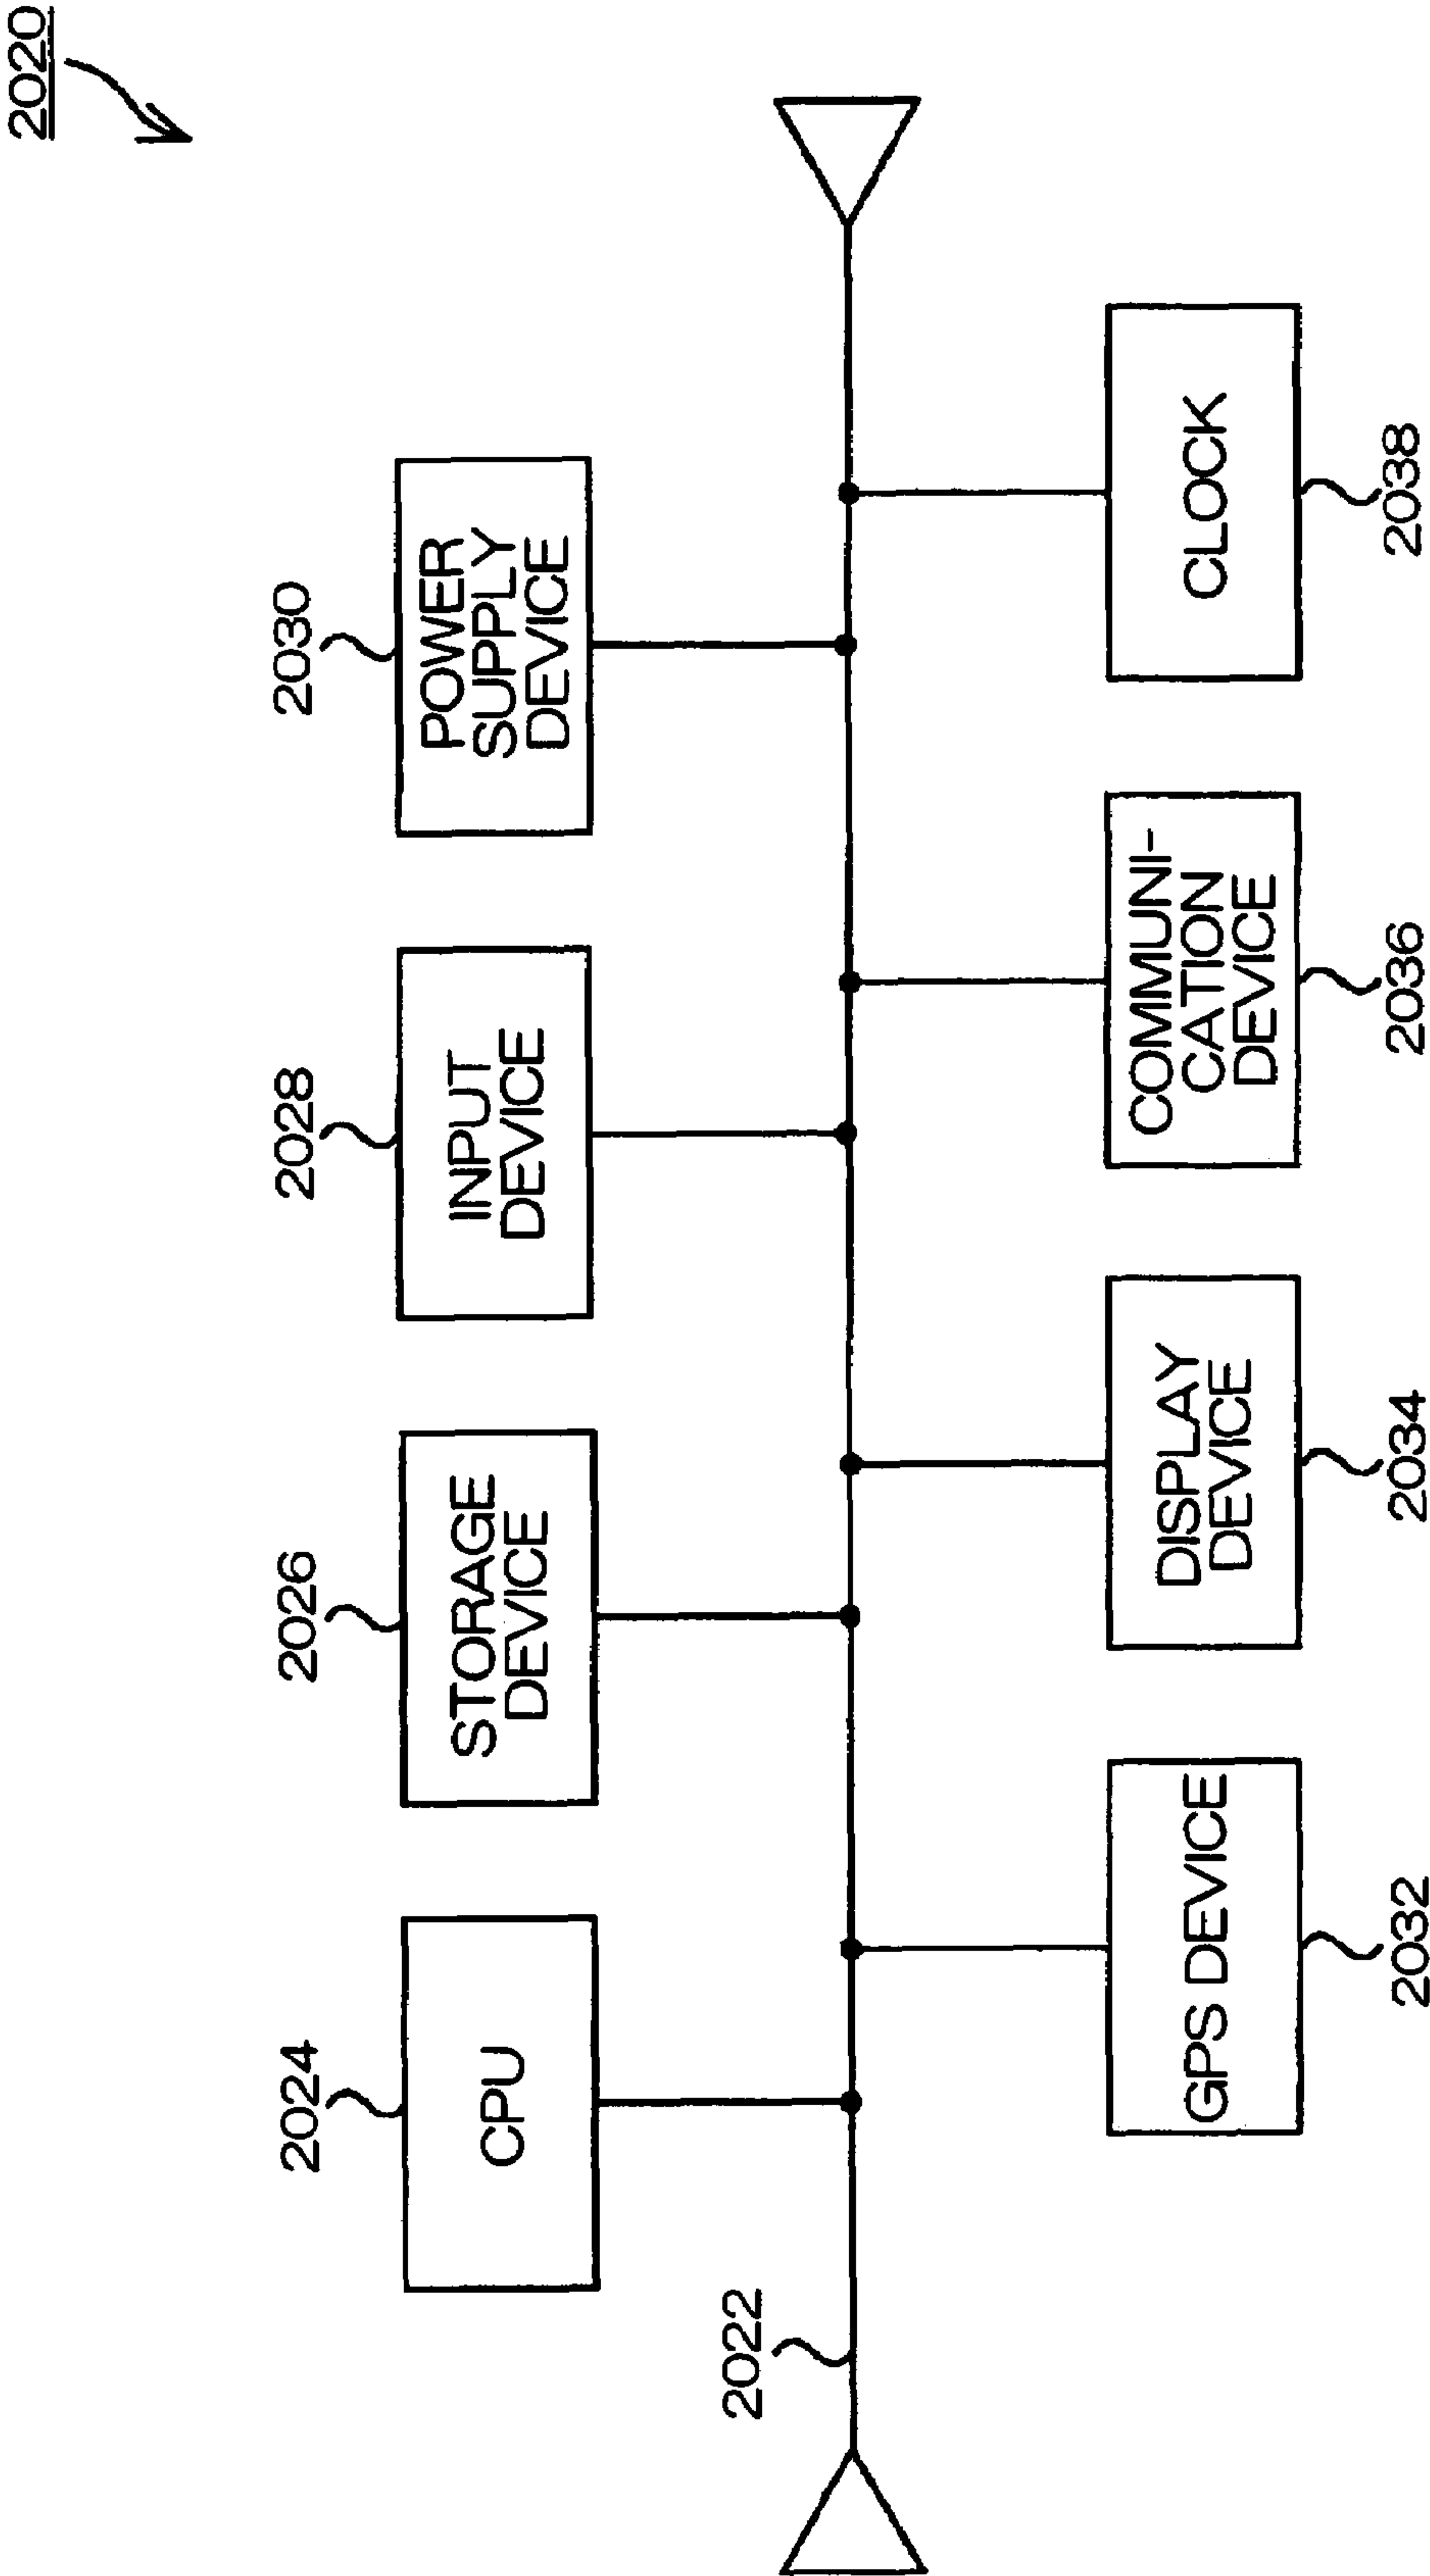 2020
2024
CPU
2026
STORAGE
DEVICE
2028
INPUT
DEVICE
2030
POWER
SUPPLY
DEVICE
2022
GPS DEVICE
2032
DISPLAY
DEVICE
2034
COMMUNI-
CATION
DEVICE
2036
CLOCK
2038